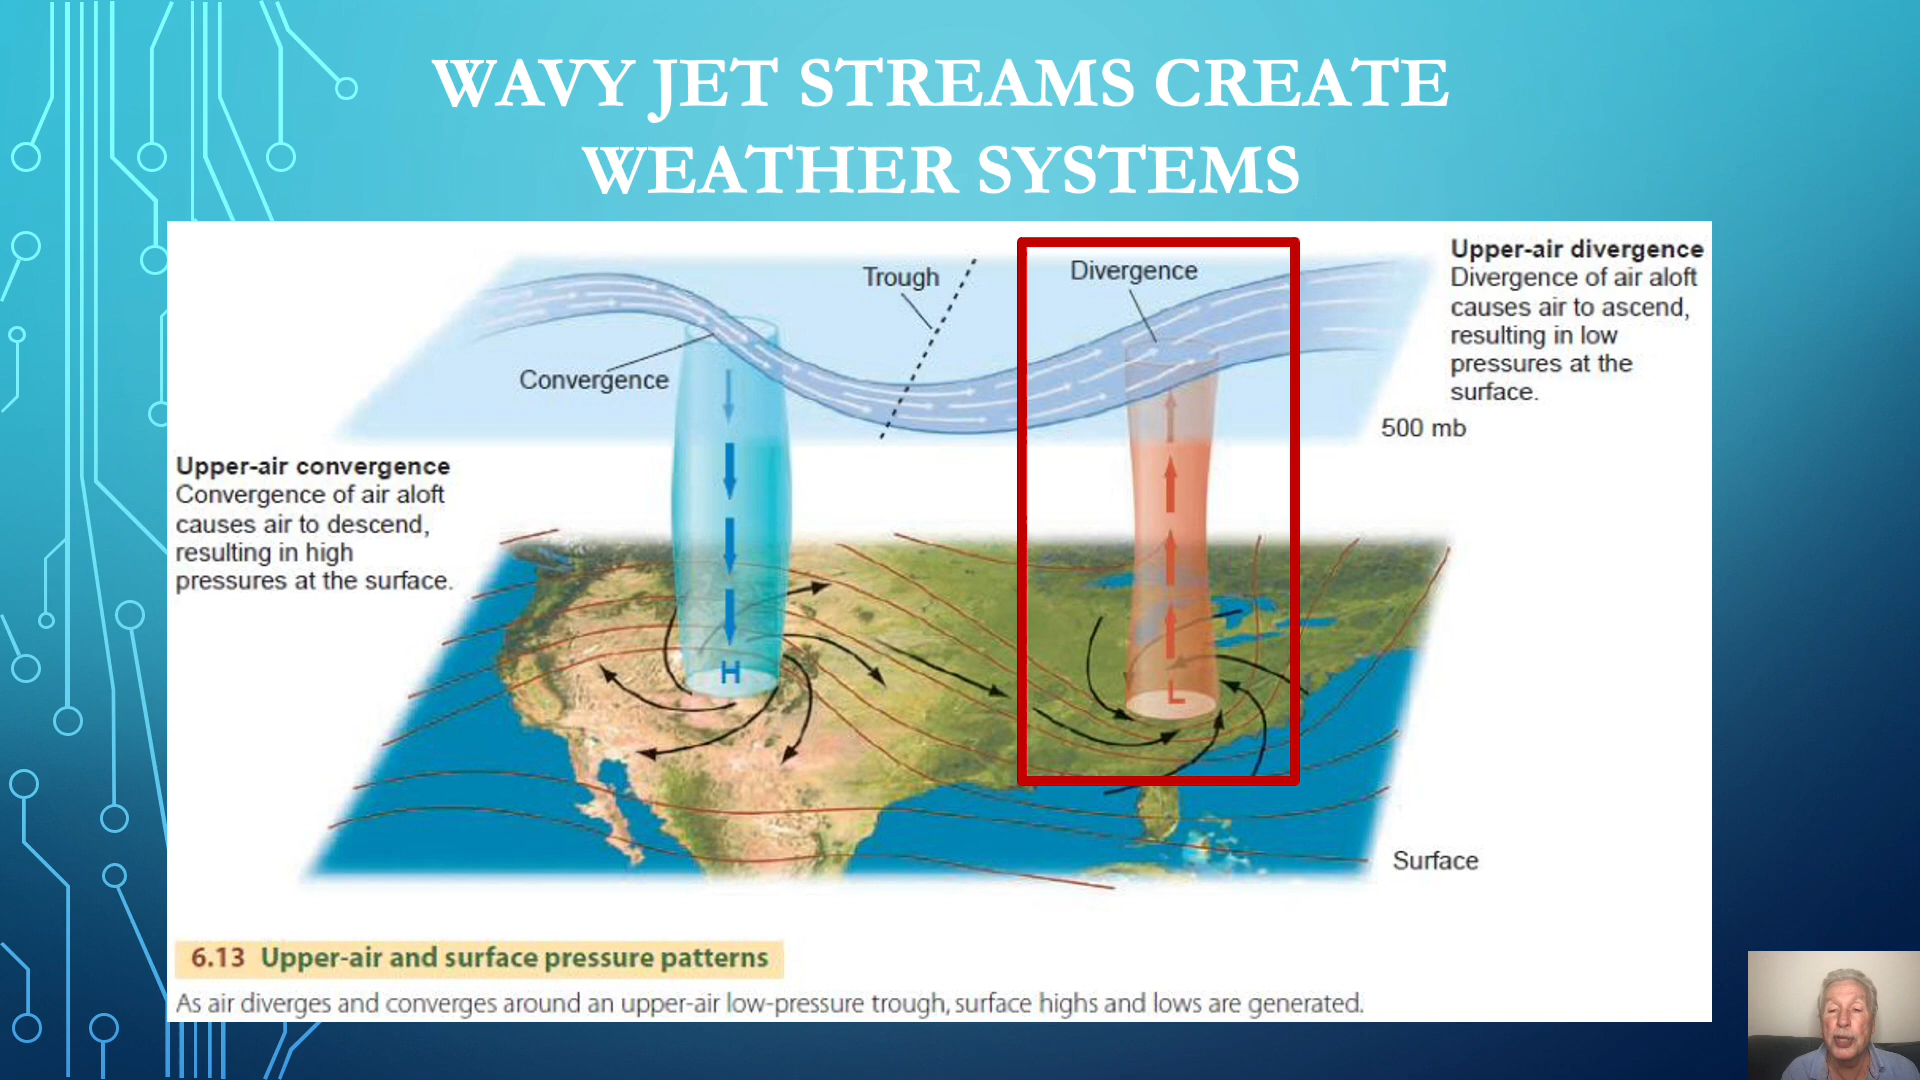 WAVY JET STREAMS CREATE
WEATHER SYSTEMS
Trough
Divergence
Convergence
Upper-air divergence
Divergence of air aloft
causes air to ascend,
resulting in low
pressures at the
surface.
500 mb
Upper-air convergence
Convergence of air aloft
causes air to descend,
resulting in high
pressures at the surface.
H
L
Surface
6.13 Upper-air and surface pressure patterns
As air diverges and converges around an upper-air low-pressure trough, surface highs and lows are generated.